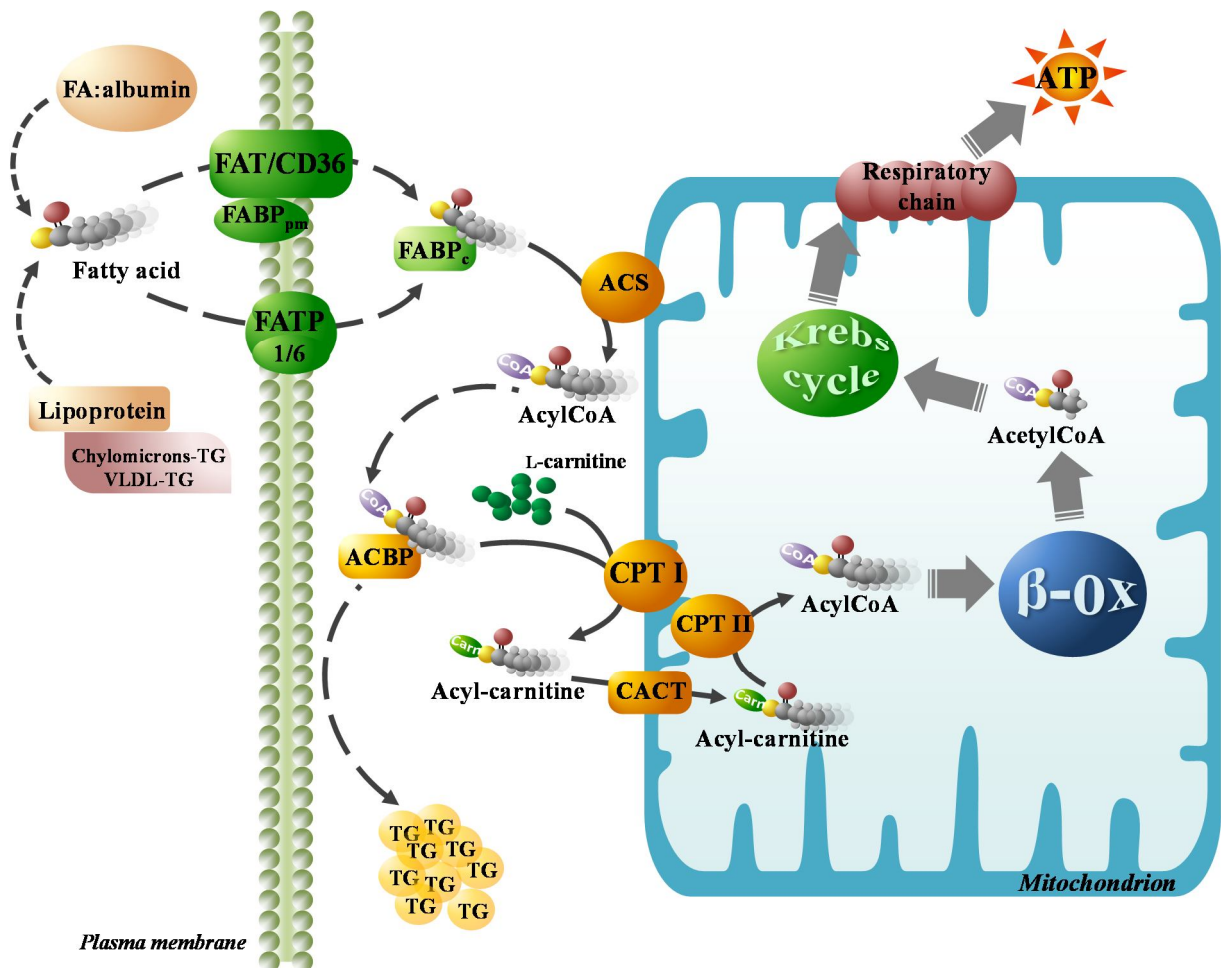 FA:albumin
ATP
FAT/CD36
FABPpm
Fatty acid
FABPc
FATP
1/6
ACS
Respiratory
chain
Krebs
cycle
CoA
AcylCoA
Lipoprotein
Chylomicrons-TG
VLDL-TG
CoA
AcetylCoA
L-carnitine
CoA
ACBP
CPT I
CoA
AcylCoA
β-Ox
CPT II
Carn
Acyl-carnitine
CACT
Carn
Acyl-carnitine
TG
TG
TG
TG
TG
TG
TG
TG
TG
Mitochondrion
Plasma membrane